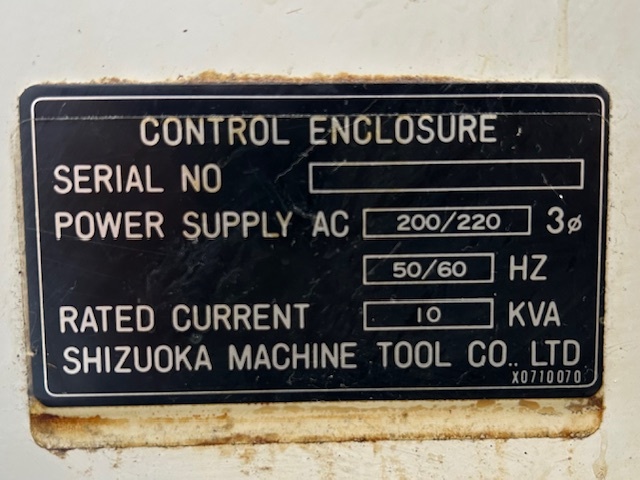 CONTROL ENCLOSURE
SERIAL NO
POWER SUPPLY AC 200/220 3ø
50/60 HZ
RATED CURRENT 10 KVA
SHIZUOKA MACHINE TOOL CO., LTD
X0710070